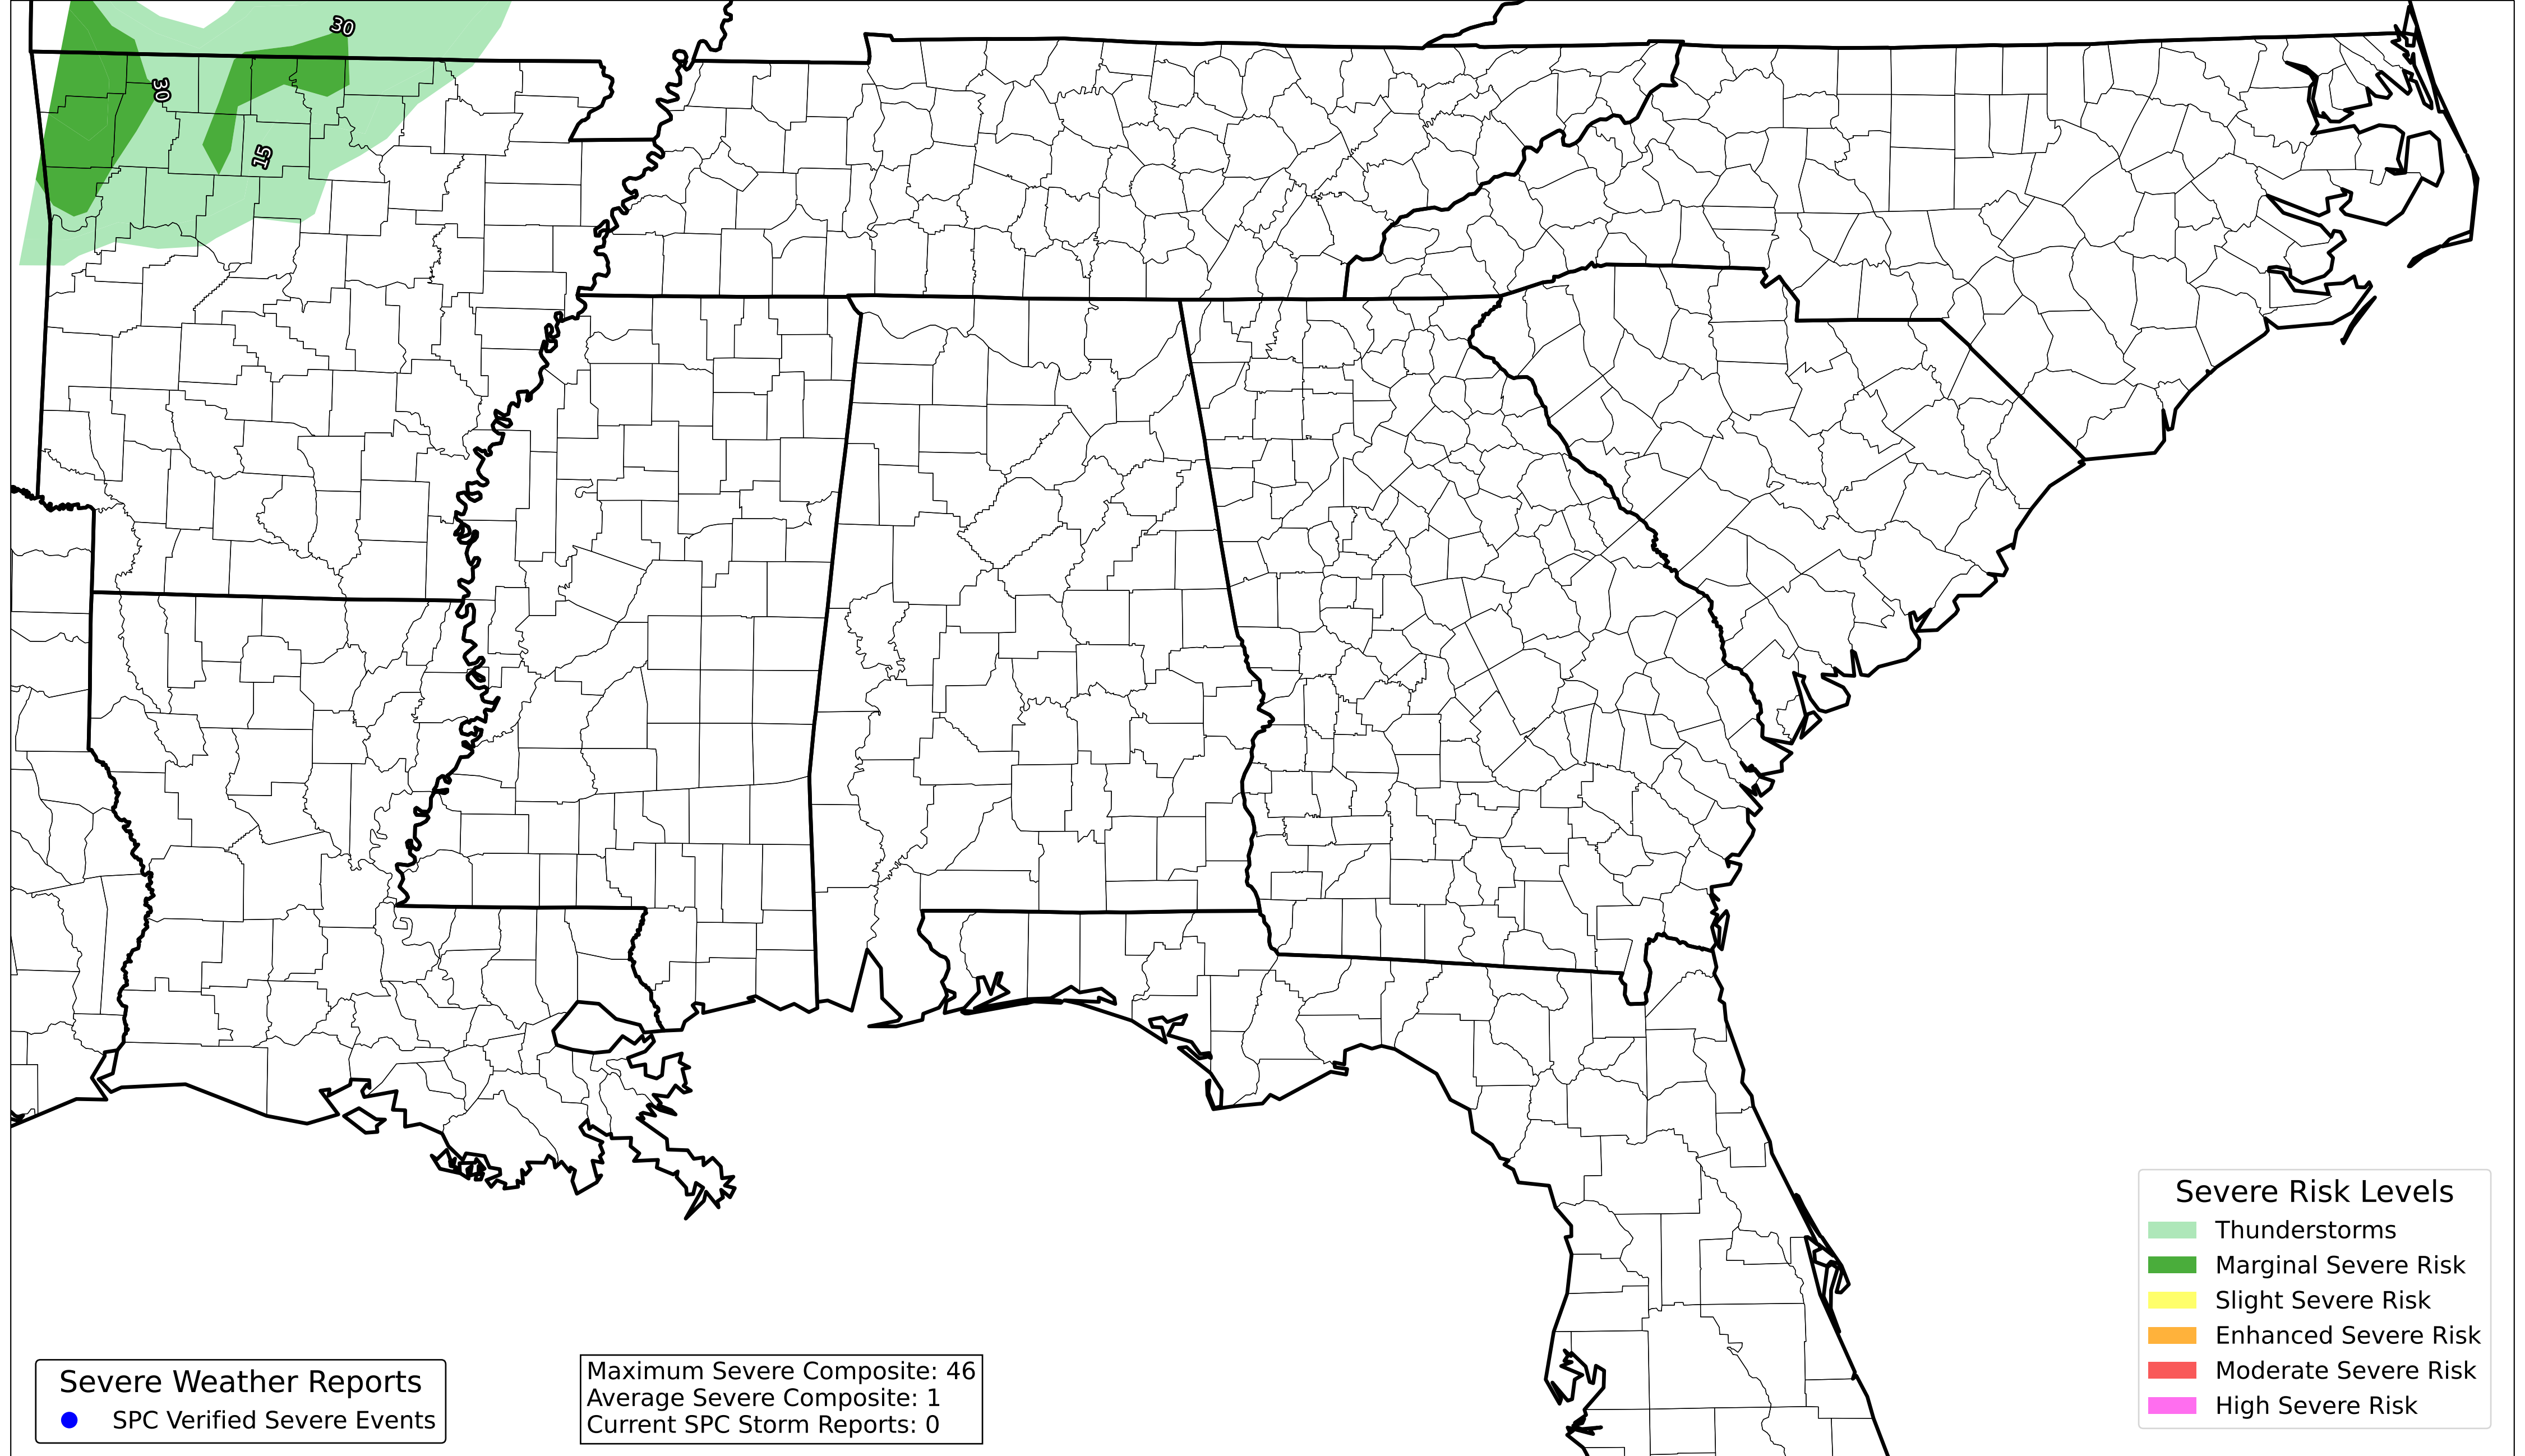 30
30
15
Severe Risk Levels
Thunderstorms
Marginal Severe Risk
Slight Severe Risk
Enhanced Severe Risk
Moderate Severe Risk
High Severe Risk
Severe Weather Reports
SPC Verified Severe Events
Maximum Severe Composite: 46
Average Severe Composite: 1
Current SPC Storm Reports: 0